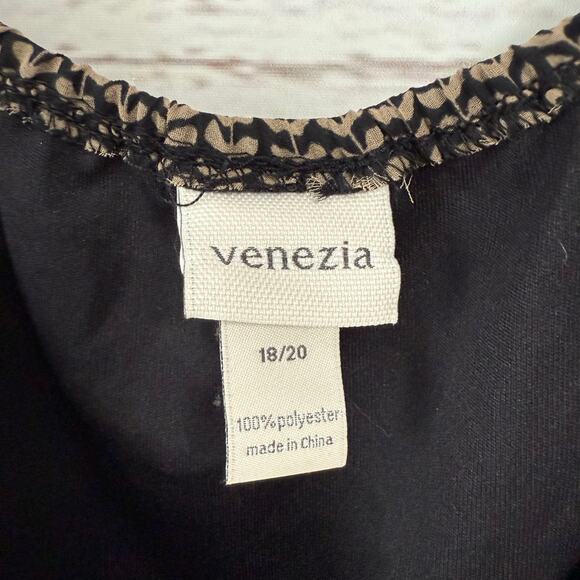 venezia
18/20
100% polyester
made in China